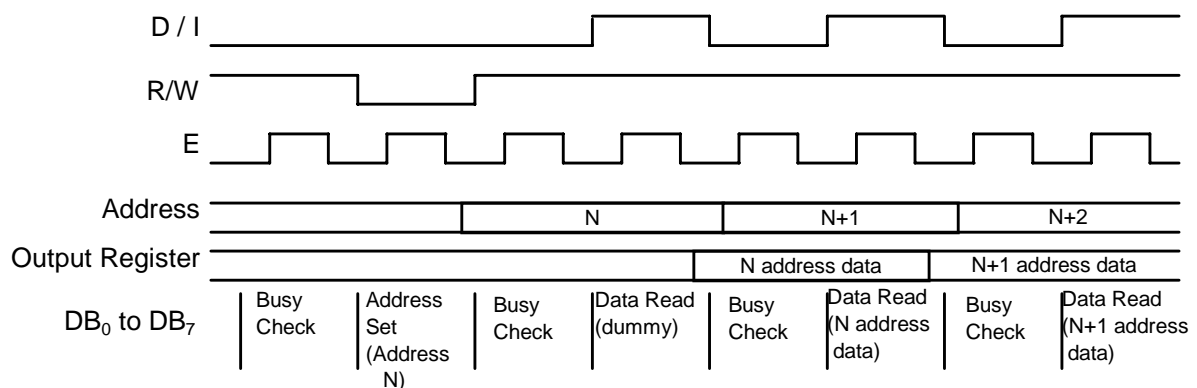 D / I
R/W
E
Address
N
N+1
N+2
Output Register
N address data
N+1 address data
DB0 to DB7
Busy
Check
Address
Set
(Address
N)
Busy
Check
Data Read
(dummy)
Busy
Check
Data Read
(N address
data)
Busy
Check
Data Read
(N+1 address
data)